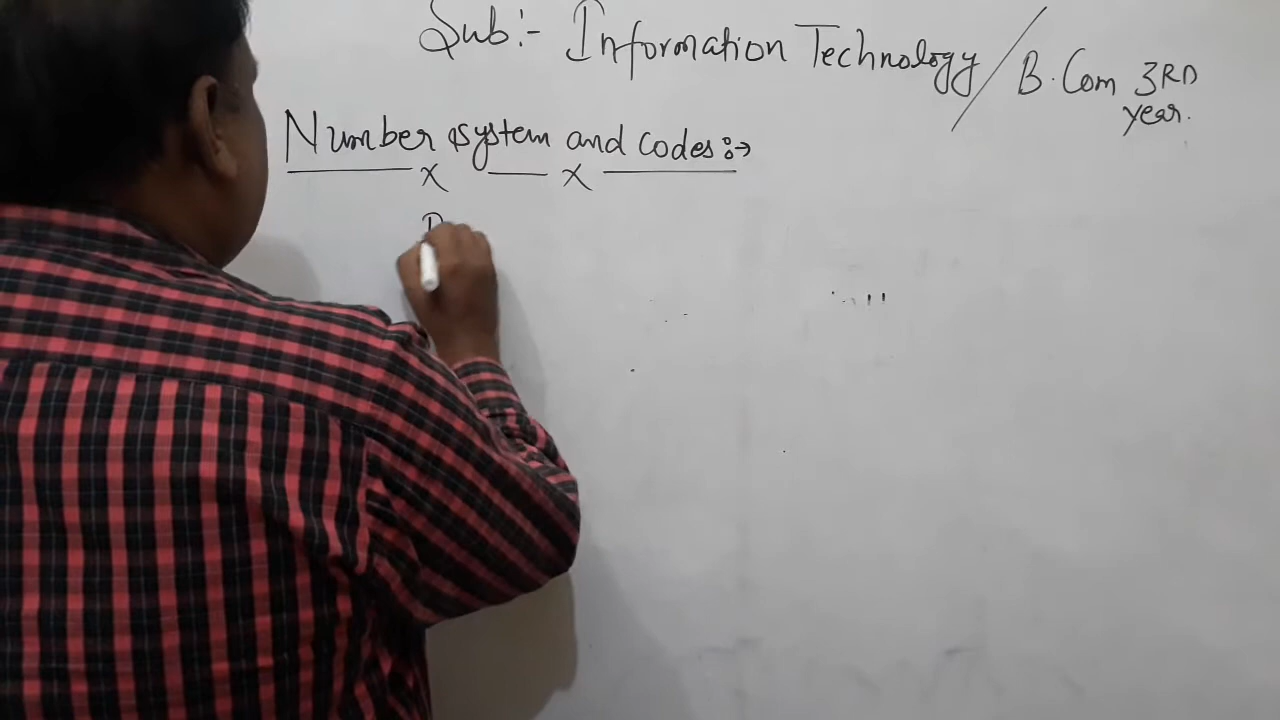 Sub:- Information Technology / B.Com 3RD
year.
Number system and codes:→